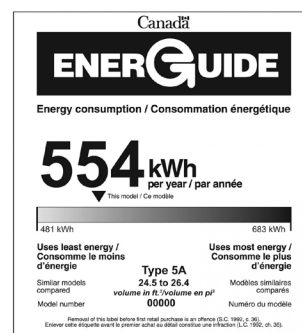 Canada
ENERGUIDE
Energy consumption / Consommation énergétique
554 kWh
per year / par année
This model / Ce modèle
481 kWh 683 kWh
Uses least energy / Uses most energy /
Consomme le moins Consomme le plus
d'énergie d'énergie
Type 5A
Similar models 24.5 to 26.4 Modèles similaires
compared volume in ft.³/volume en pi³ comparés
Model number 00000 Numéro du modèle
Removal of this label before first retail purchase is an offence (S.C. 1992, c. 36).
Enlever cette étiquette avant le premier achat au détail constitue une infraction (L.C. 1992, ch. 36).